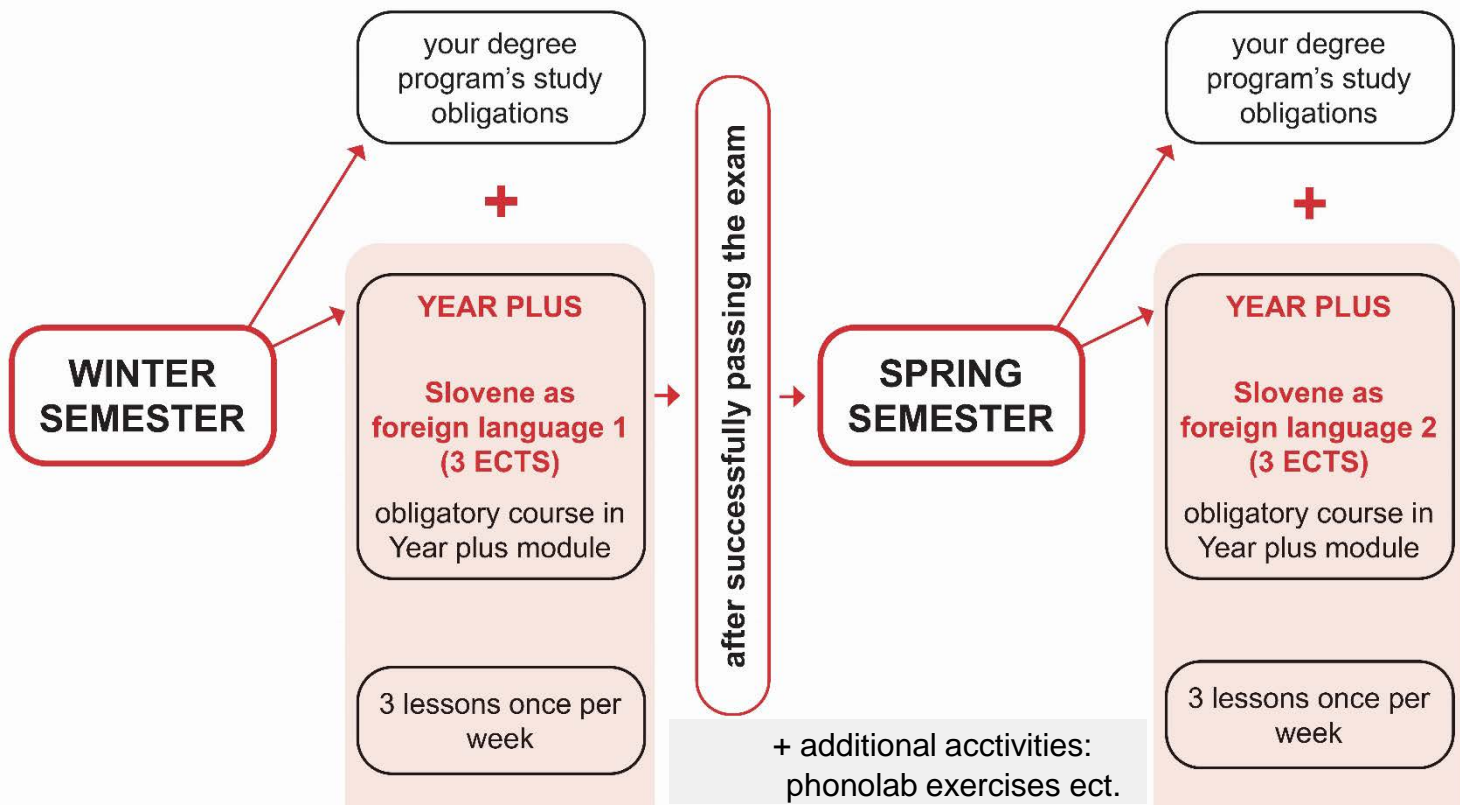 WINTER
SEMESTER
your degree
program's study
obligations
+
YEAR PLUS
Slovene as
foreign language 1
(3 ECTS)
obligatory course in
Year plus module
3 lessons once per
week
after successfully passing the exam
+ additional acctivities:
phonolab exercises ect.
SPRING
SEMESTER
your degree
program's study
obligations
+
YEAR PLUS
Slovene as
foreign language 2
(3 ECTS)
obligatory course in
Year plus module
3 lessons once per
week